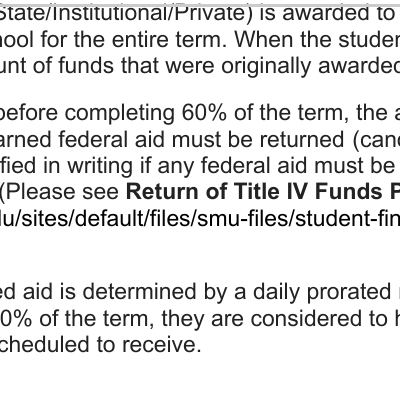 State/Institutional/Private) is awarded to
ool for the entire term. When the studen
unt of funds that were originally awarded
before completing 60% of the term, the a
arned federal aid must be returned (canc
fied in writing if any federal aid must be
(Please see Return of Title IV Funds P
du/sites/default/files/smu-files/student-fin
ed aid is determined by a daily prorated
0% of the term, they are considered to h
cheduled to receive.